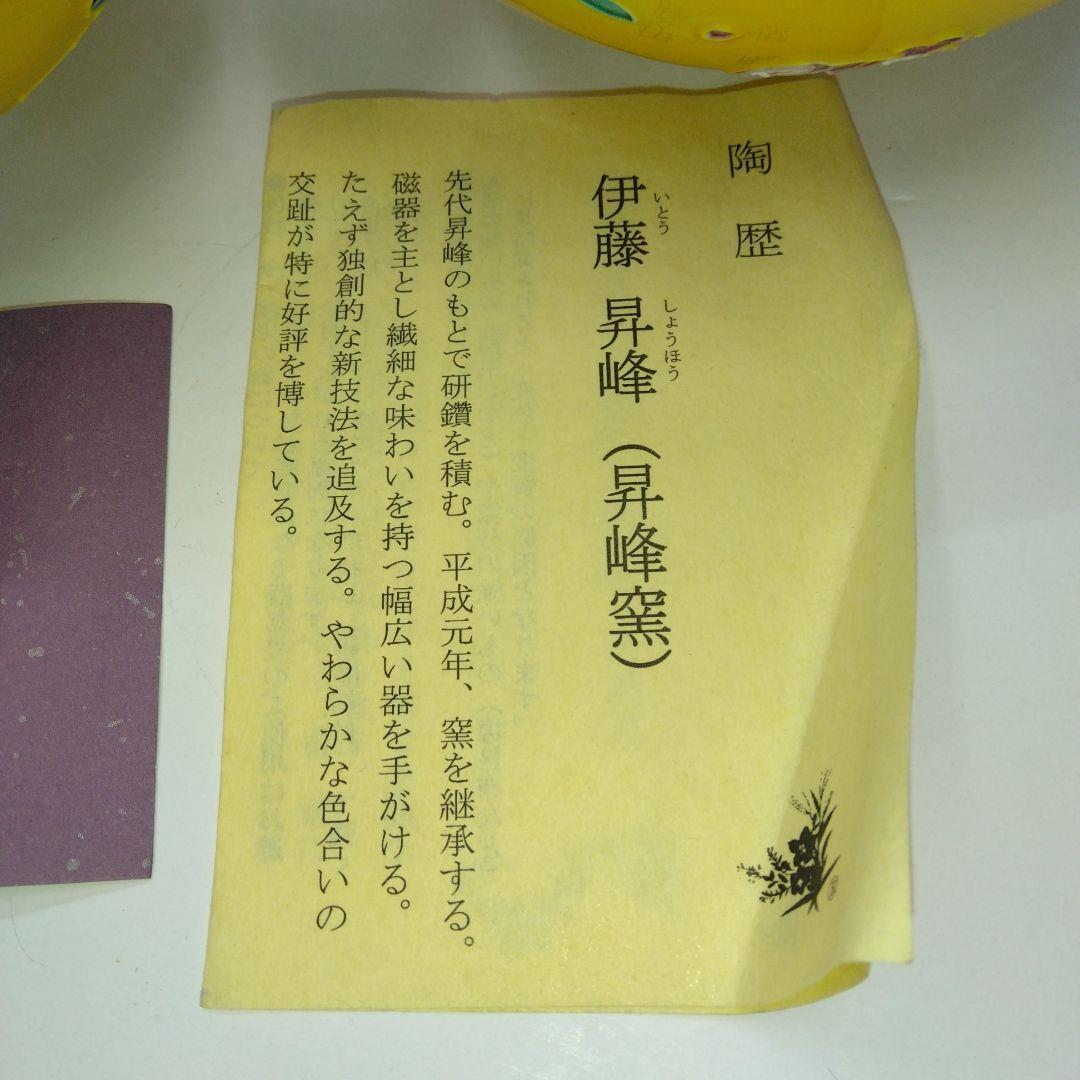 陶歴
伊藤 昇峰 (昇峰窯)
いとう しょうほう
先代昇峰のもとで研鑽を積む。平成元年、窯を継承する。
磁器を主とし繊細な味わいを持つ幅広い器を手がける。
たえず独創的な新技法を追及する。やわらかな色合いの
交趾が特に好評を博している。